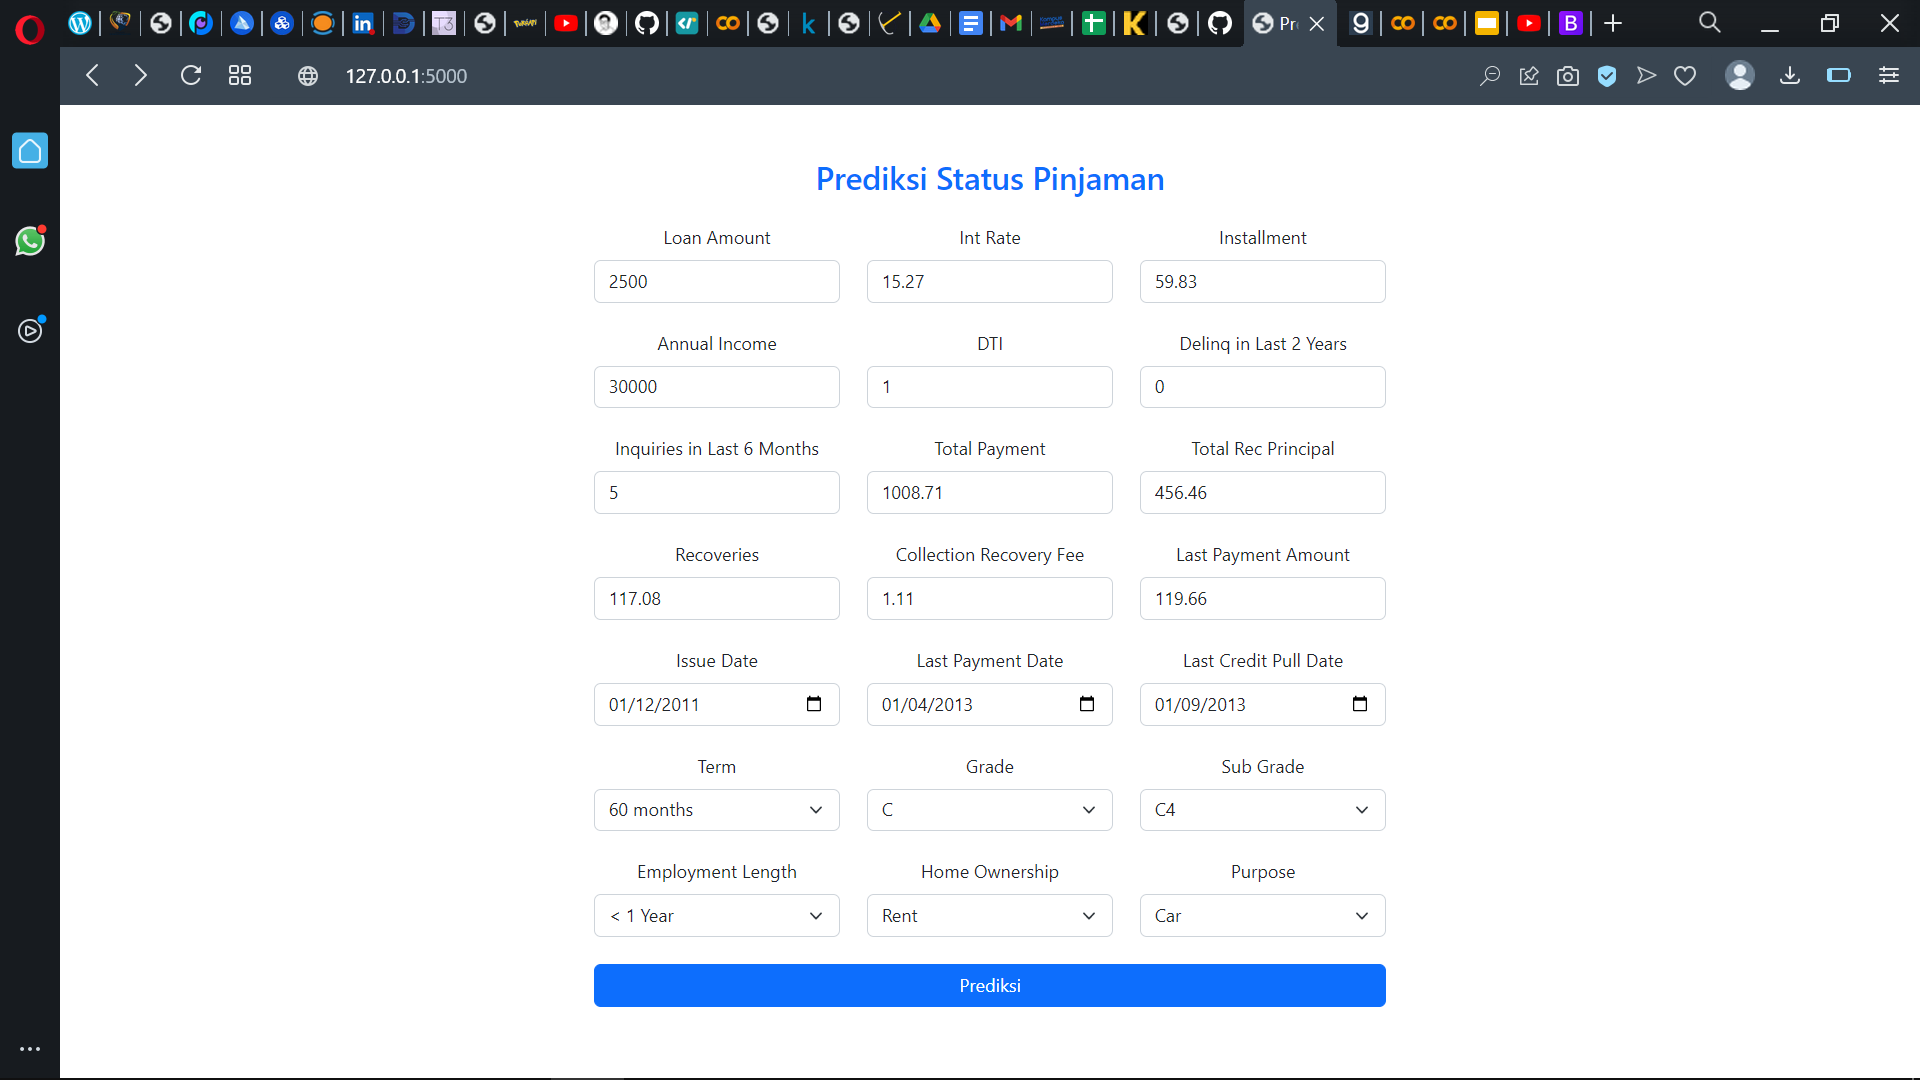 Pr
127.0.0.1:5000
Prediksi Status Pinjaman
Loan Amount Int Rate Installment
2500 15.27 59.83
Annual Income DTI Delinq in Last 2 Years
30000 1 0
Inquiries in Last 6 Months Total Payment Total Rec Principal
5 1008.71 456.46
Recoveries Collection Recovery Fee Last Payment Amount
117.08 1.11 119.66
Issue Date Last Payment Date Last Credit Pull Date
01/12/2011 01/04/2013 01/09/2013
Term Grade Sub Grade
60 months C C4
Employment Length Home Ownership Purpose
< 1 Year Rent Car
Prediksi